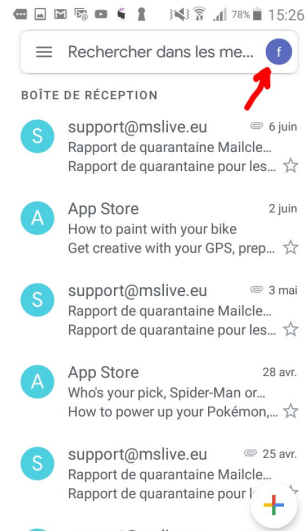 78% 15:26
Rechercher dans les me... f
BOÎTE DE RÉCEPTION
S support@mslive.eu 6 juin
Rapport de quarantaine Mailcle...
Rapport de quarantaine pour les...
A App Store 2 juin
How to paint with your bike
Get creative with your GPS, prep...
S support@mslive.eu 3 mai
Rapport de quarantaine Mailcle...
Rapport de quarantaine pour les...
A App Store 28 avr.
Who's your pick, Spider-Man or...
How to power up your Pokémon,...
S support@mslive.eu 25 avr.
Rapport de quarantaine Mailcle...
Rapport de quarantaine pour